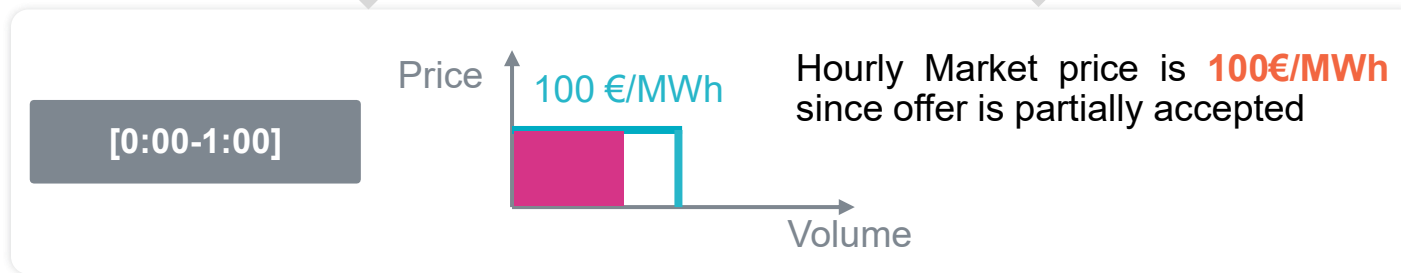 [0:00-1:00]
Price
100 €/MWh
Volume
Hourly Market price is 100€/MWh
since offer is partially accepted